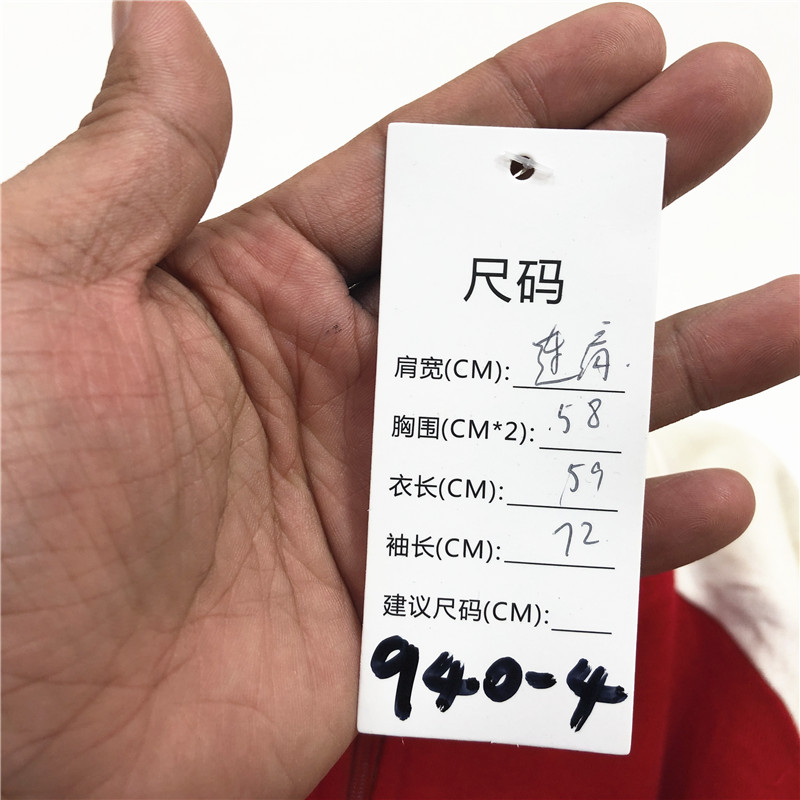 尺码
肩宽(CM): 连肩
胸围(CM*2): 58
衣长(CM): 59
袖长(CM): 72
建议尺码(CM):
940-4